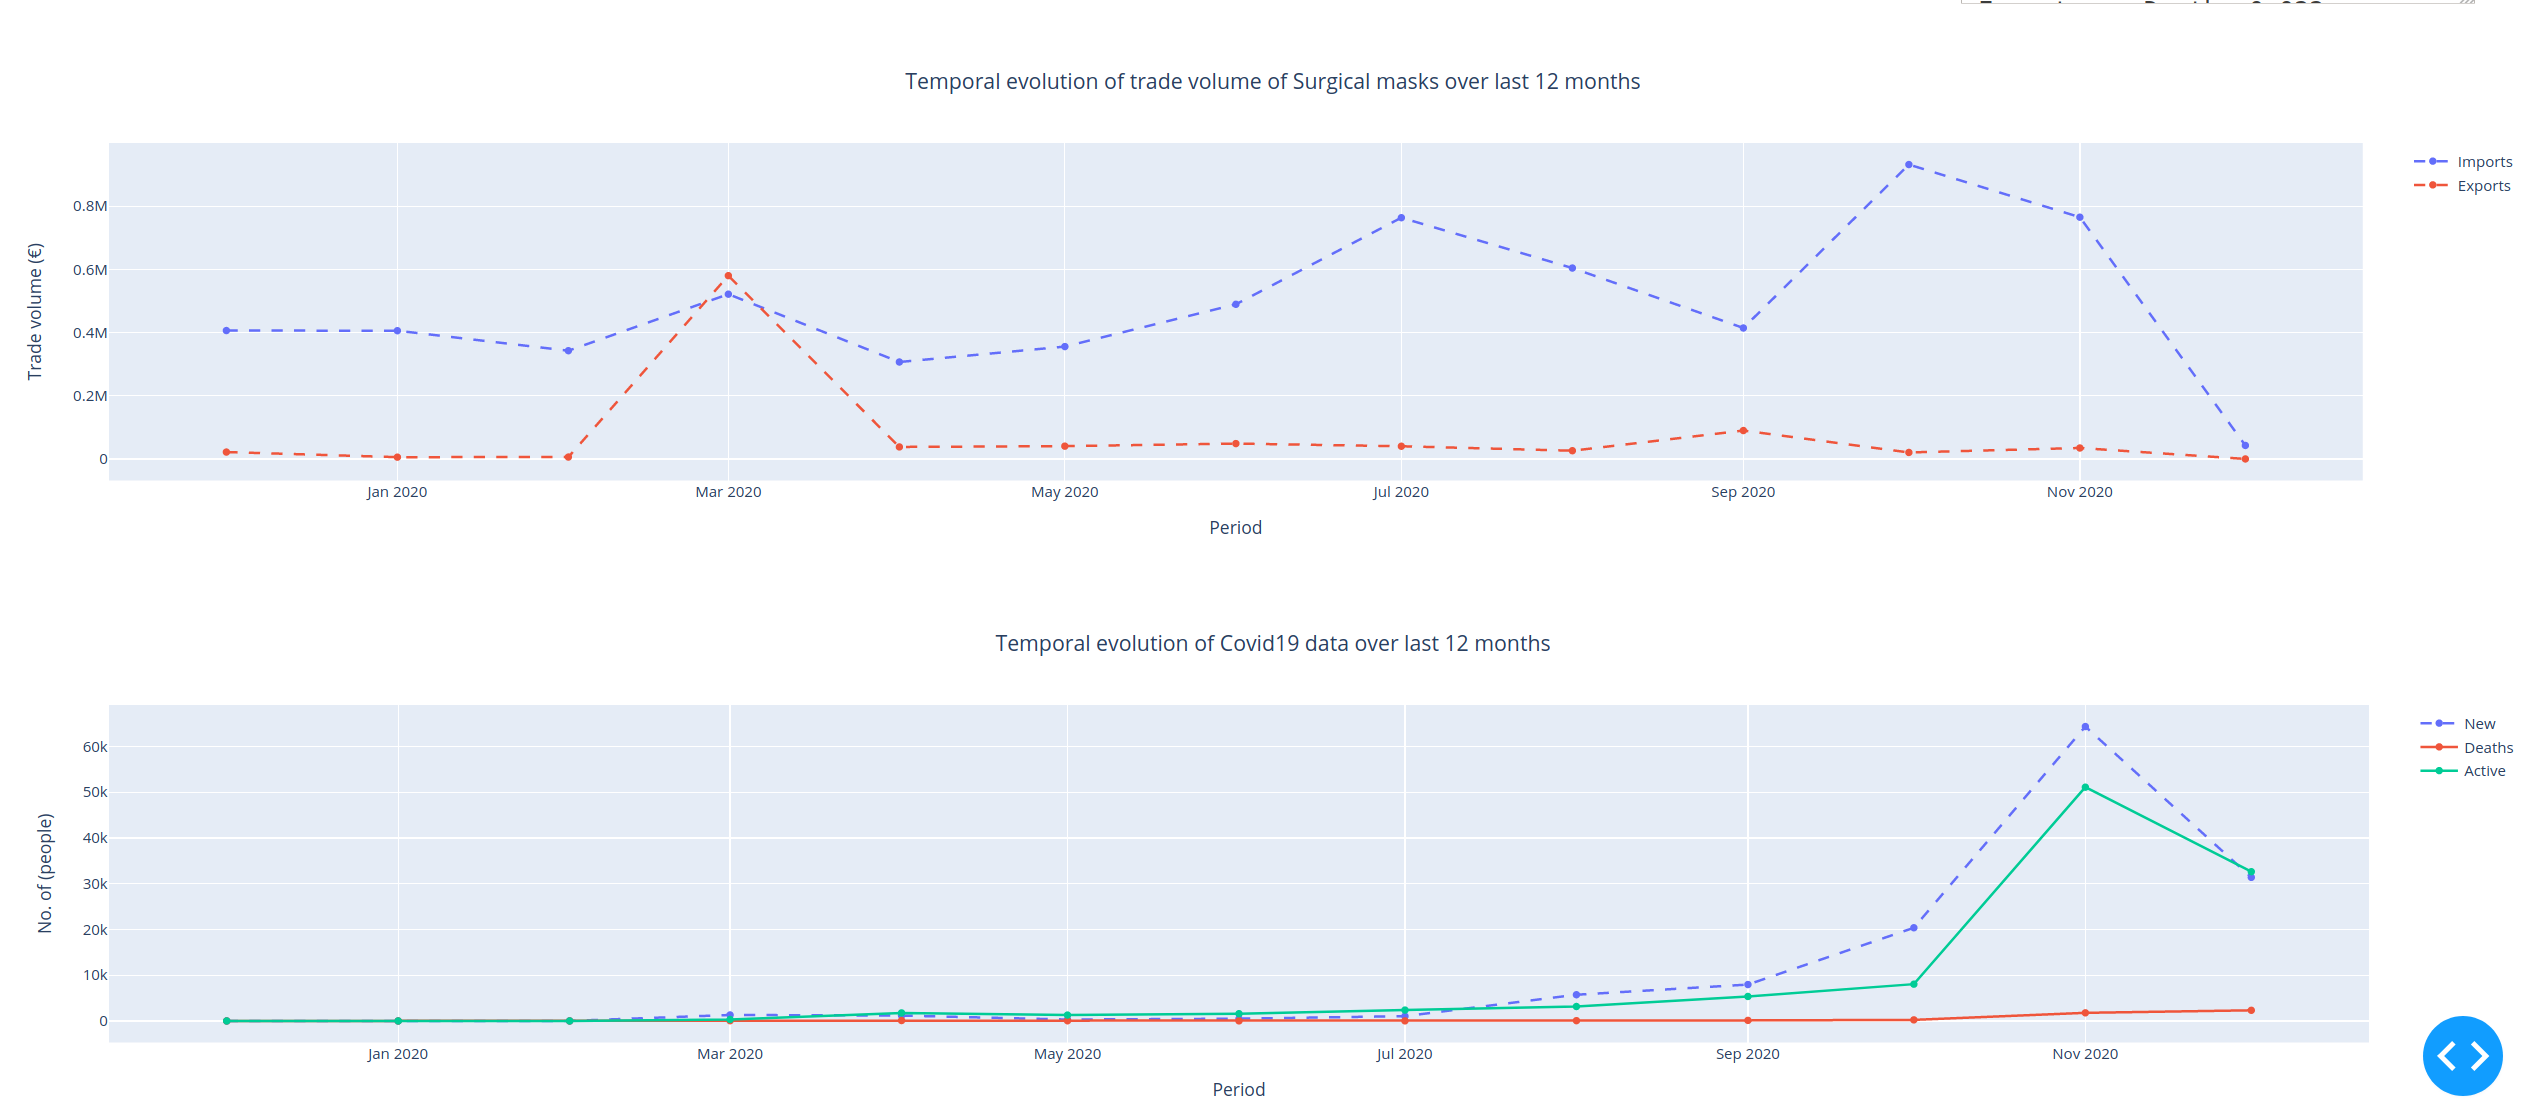 Temporal evolution of trade volume of Surgical masks over last 12 months
Imports
Exports
Trade volume (€)
0.8M
0.6M
0.4M
0.2M
0
Jan 2020 Mar 2020 May 2020 Jul 2020 Sep 2020 Nov 2020
Period
Temporal evolution of Covid19 data over last 12 months
New
Deaths
Active
No. of (people)
60k
50k
40k
30k
20k
10k
0
Jan 2020 Mar 2020 May 2020 Jul 2020 Sep 2020 Nov 2020
Period